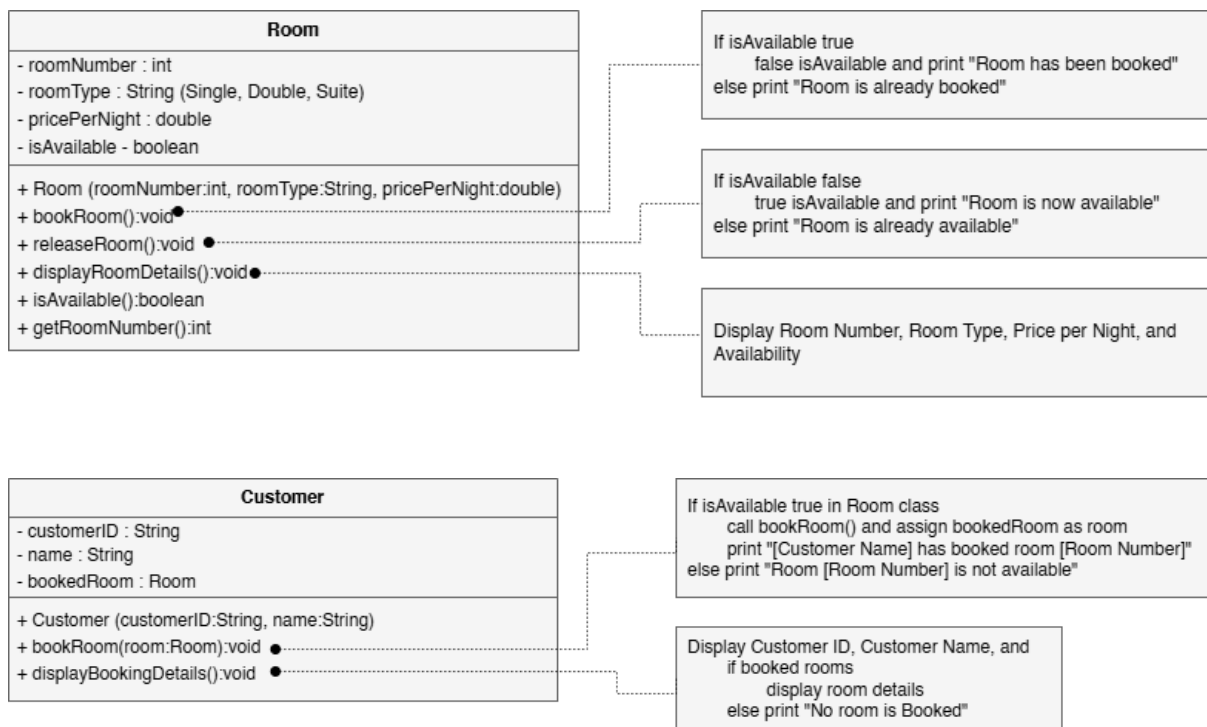 Room
- roomNumber : int
- roomType : String (Single, Double, Suite)
- pricePerNight : double
- isAvailable - boolean
+ Room (roomNumber:int, roomType:String, pricePerNight:double)
+ bookRoom():void
+ releaseRoom():void
+ displayRoomDetails():void
+ isAvailable():boolean
+ getRoomNumber():int
If isAvailable true
false isAvailable and print "Room has been booked"
else print "Room is already booked"
If isAvailable false
true isAvailable and print "Room is now available"
else print "Room is already available"
Display Room Number, Room Type, Price per Night, and
Availability
Customer
- customerID : String
- name : String
- bookedRoom : Room
+ Customer (customerID:String, name:String)
+ bookRoom(room:Room):void
+ displayBookingDetails():void
If isAvailable true in Room class
call bookRoom() and assign bookedRoom as room
print "[Customer Name] has booked room [Room Number]"
else print "Room [Room Number] is not available"
Display Customer ID, Customer Name, and
if booked rooms
display room details
else print "No room is Booked"